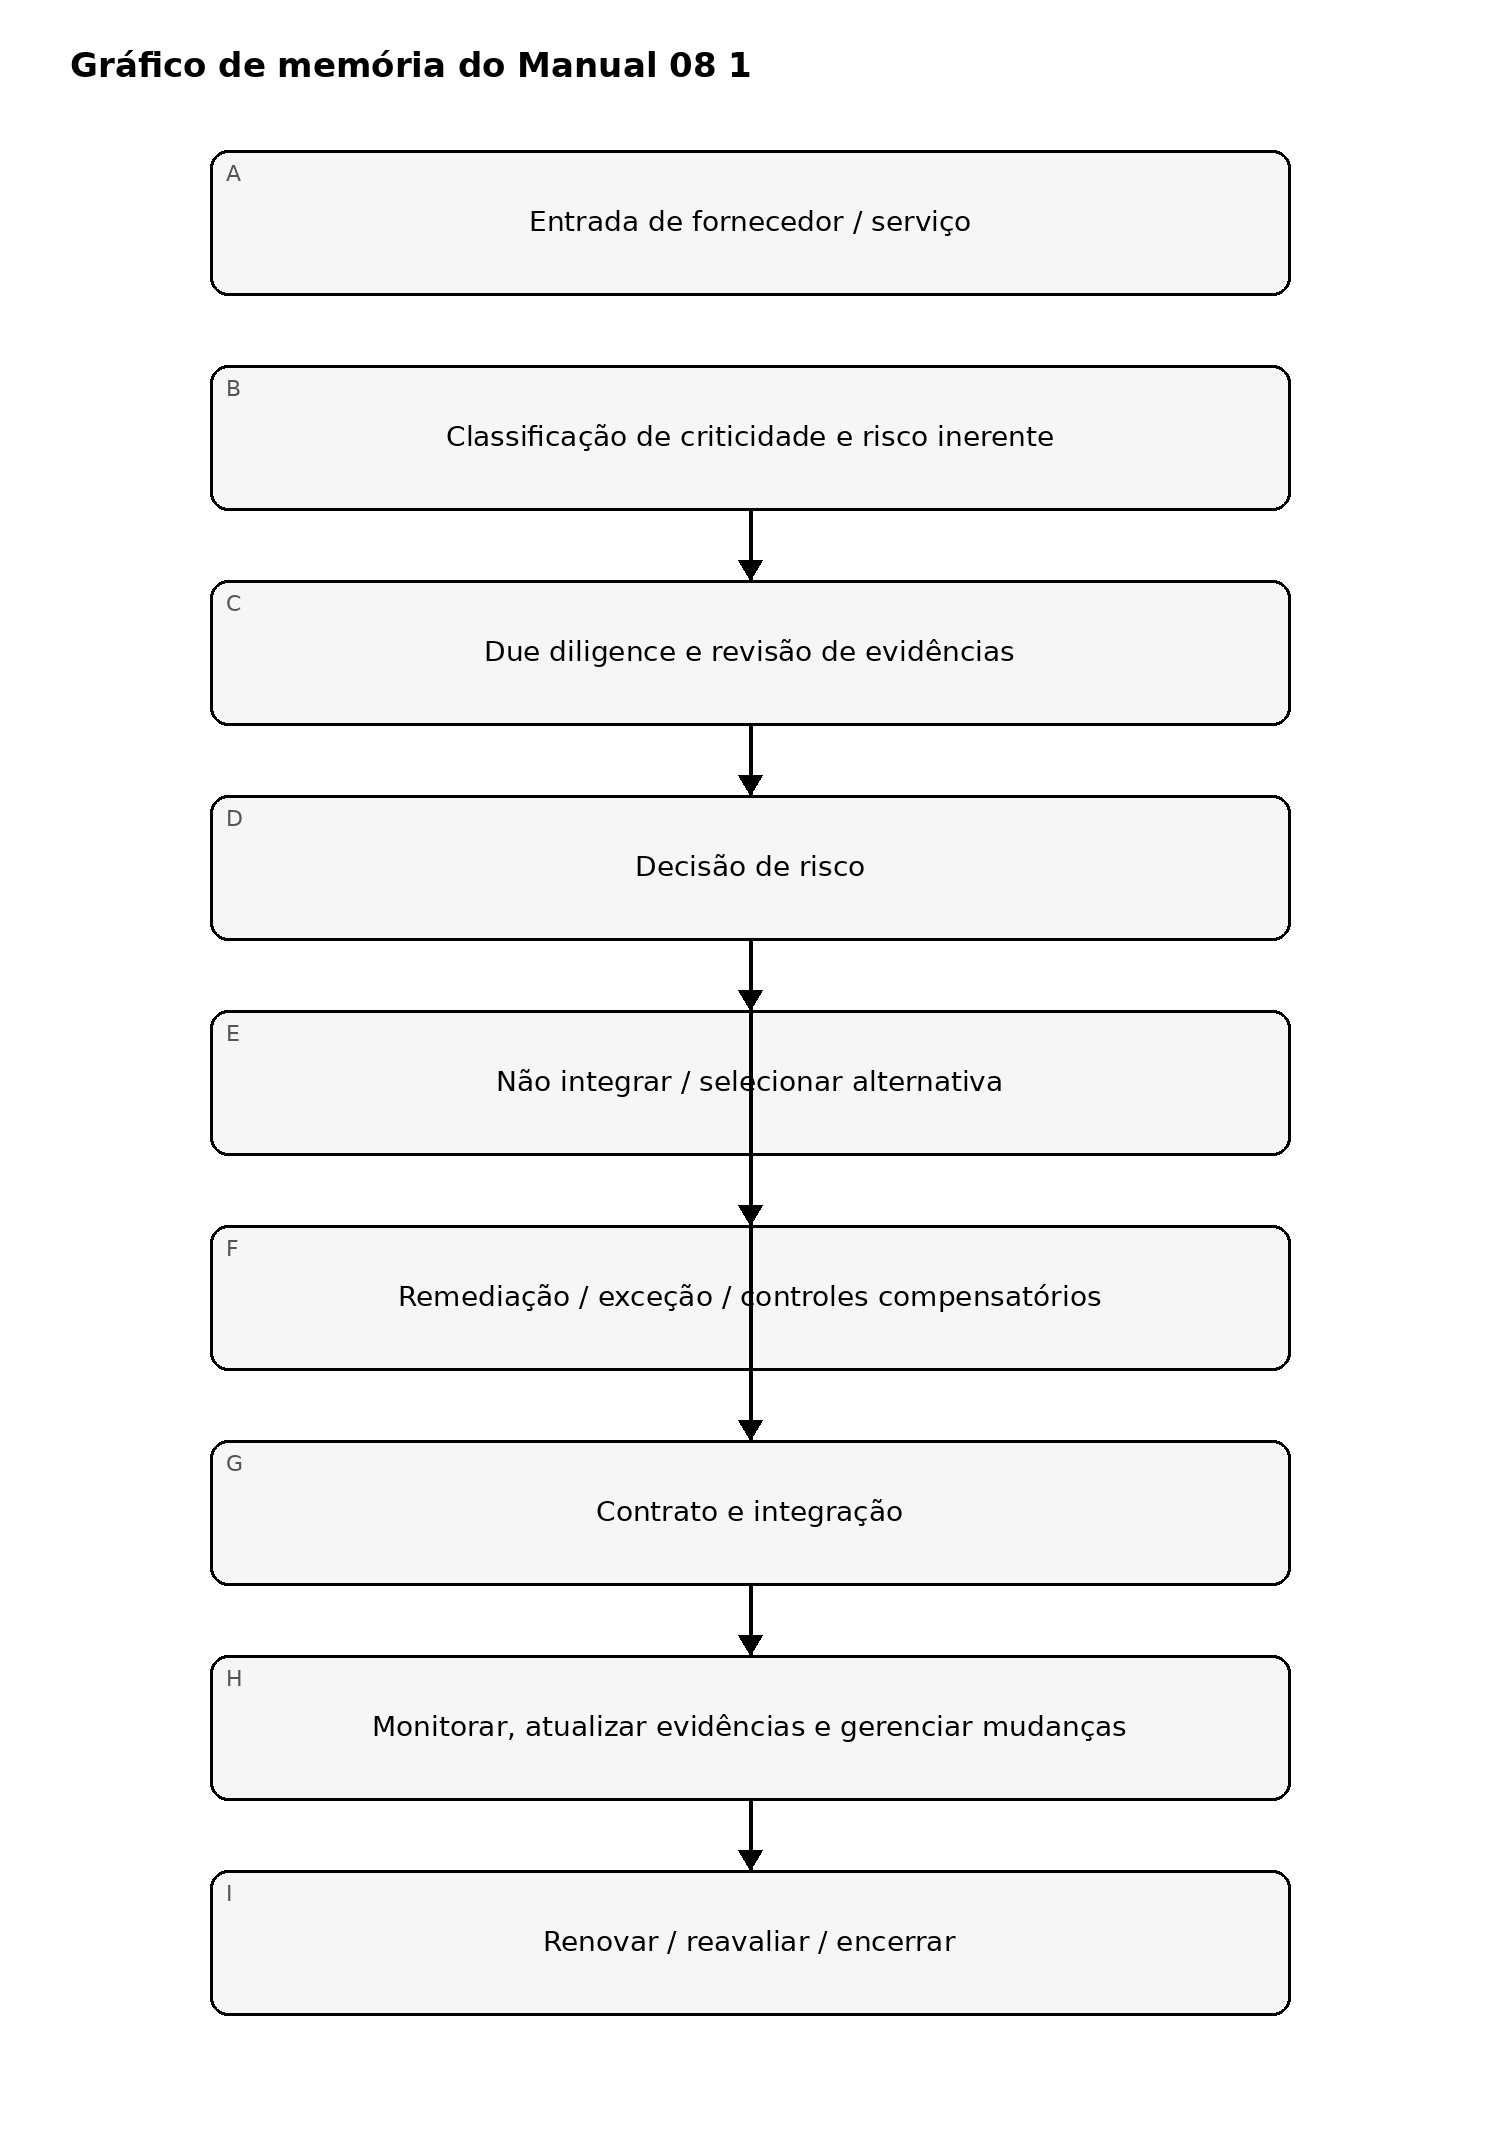 Gráfico de memória do Manual 08 1
A
Entrada de fornecedor / serviço
B
Classificação de criticidade e risco inerente
C
Due diligence e revisão de evidências
D
Decisão de risco
E
Não integrar / selecionar alternativa
F
Remediação / exceção / controles compensatórios
G
Contrato e integração
H
Monitorar, atualizar evidências e gerenciar mudanças
I
Renovar / reavaliar / encerrar